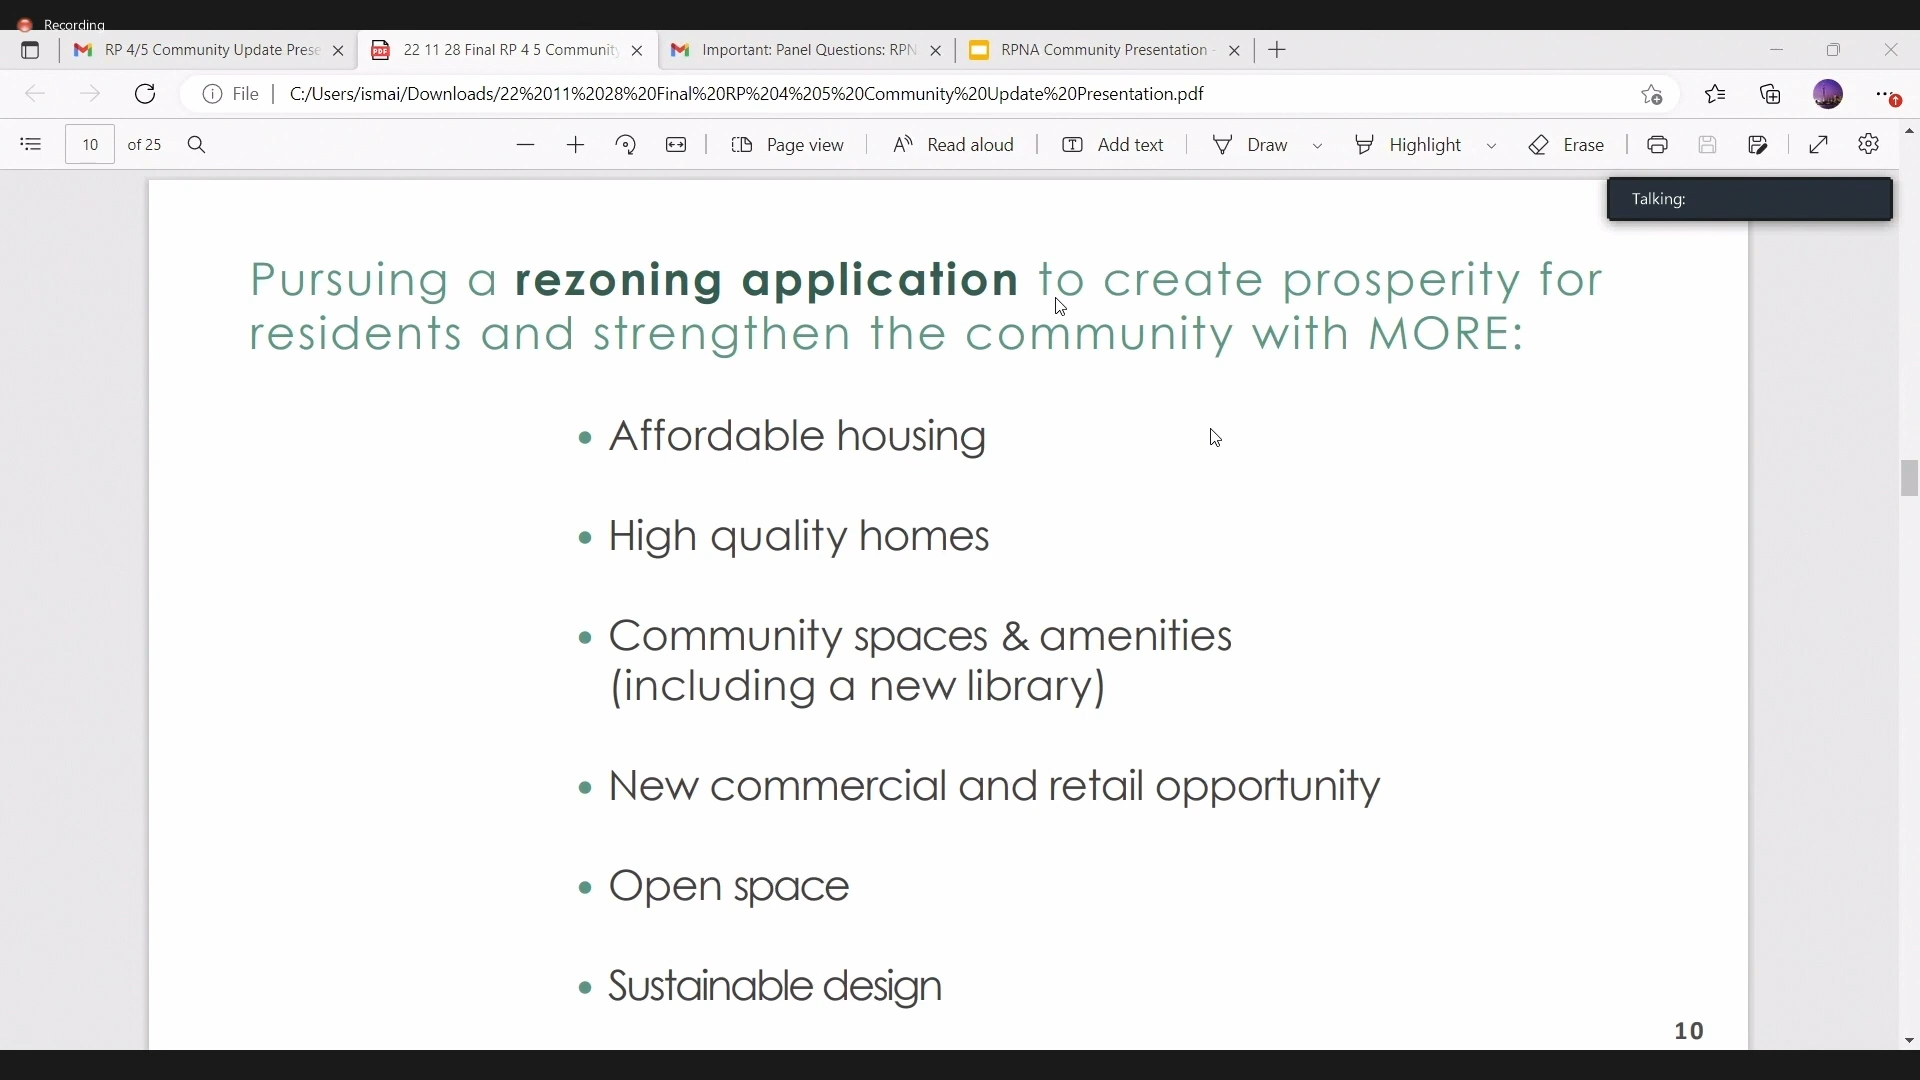 Recording
RP 4/5 Community Update Prese
22 11 28 Final RP 4 5 Community
Important: Panel Questions: RPN
RPNA Community Presentation -
File
C:/Users/ismai/Downloads/22%2011%2028%20Final%20RP%204%205%20Community%20Update%20Presentation.pdf
10 of 25
Page view
Read aloud
Add text
Draw
Highlight
Erase
Talking:
Pursuing a rezoning application to create prosperity for
residents and strengthen the community with MORE:
• Affordable housing
• High quality homes
• Community spaces & amenities
(including a new library)
• New commercial and retail opportunity
• Open space
• Sustainable design
10